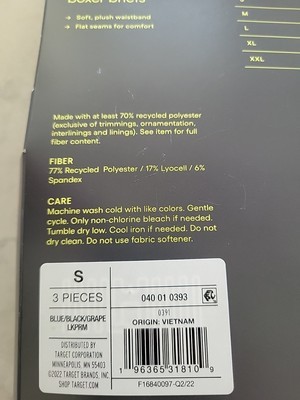 Boxer Briefs
→ Soft, plush waistband
→ Flat seams for comfort
M
L
XL
XXL
Made with at least 70% recycled polyester
(exclusive of trimmings, ornamentation,
interlinings and linings). See item for full
fiber content.
FIBER
77% Recycled Polyester / 17% Lyocell / 6%
Spandex
CARE
Machine wash cold with like colors. Gentle
cycle. Only non-chlorine bleach if needed.
Tumble dry low. Cool iron if needed. Do not
dry clean. Do not use fabric softener.
S
3 PIECES
BLUE/BLACK/GRAPE
LKPRM
DISTRIBUTED BY
TARGET CORPORATION
MINNEAPOLIS, MN 55403
©2022 TARGET BRANDS, INC.
SHOP TARGET.COM
040 01 0393
0391
ORIGIN: VIETNAM
1 96365 31810 9
F16840097-Q2/22